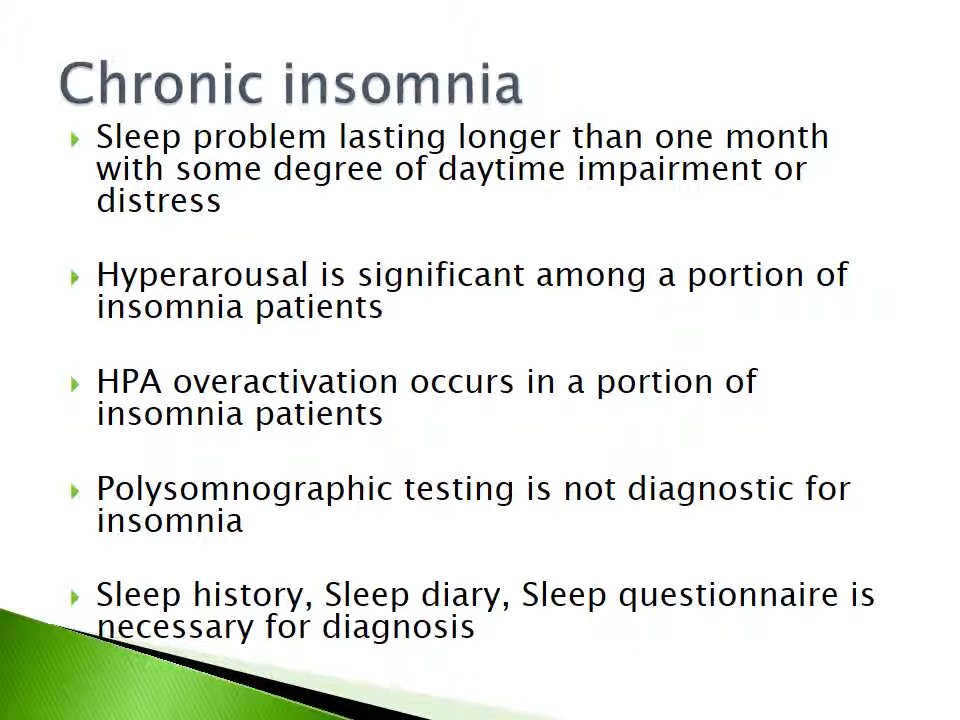 Chronic insomnia
Sleep problem lasting longer than one month
with some degree of daytime impairment or
distress
Hyperarousal is significant among a portion of
insomnia patients
HPA overactivation occurs in a portion of
insomnia patients
Polysomnographic testing is not diagnostic for
insomnia
Sleep history, Sleep diary, Sleep questionnaire is
necessary for diagnosis